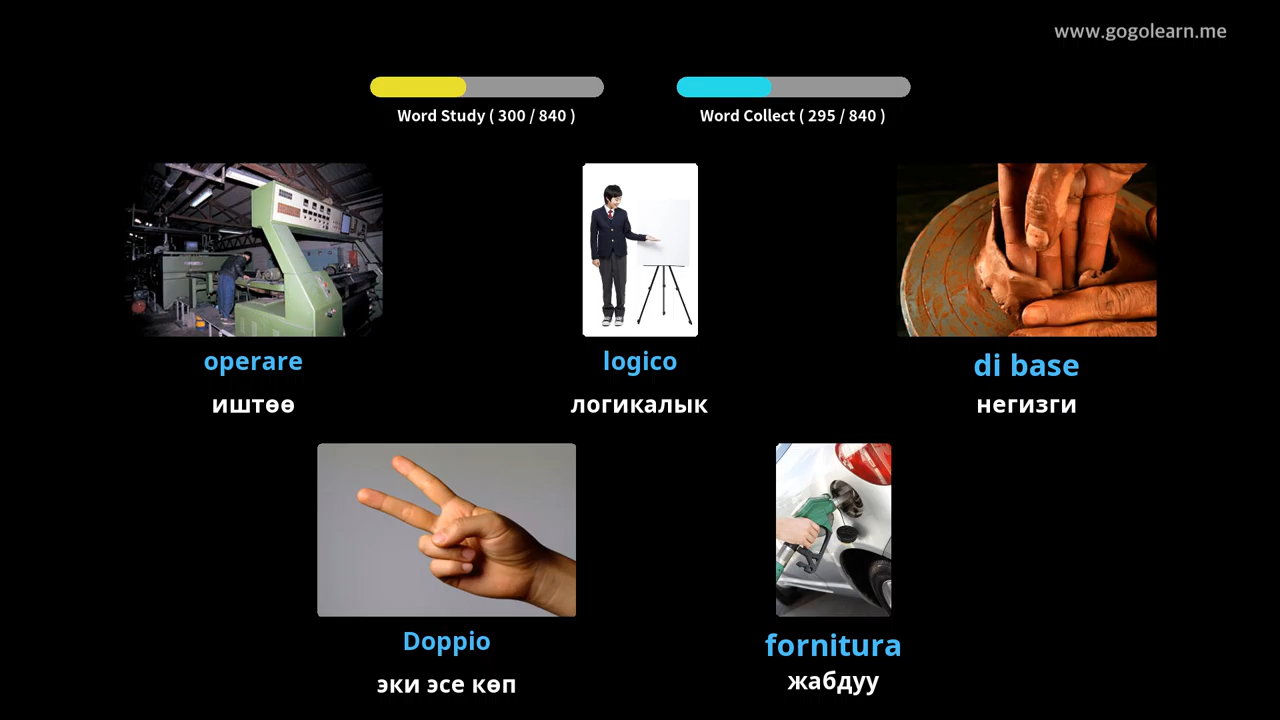 www.gogolearn.me
Word Study ( 300 / 840 )
Word Collect ( 295 / 840 )
operare
иштөө
logico
логикалык
di base
негизги
Doppio
эки эсе көп
fornitura
жабдуу